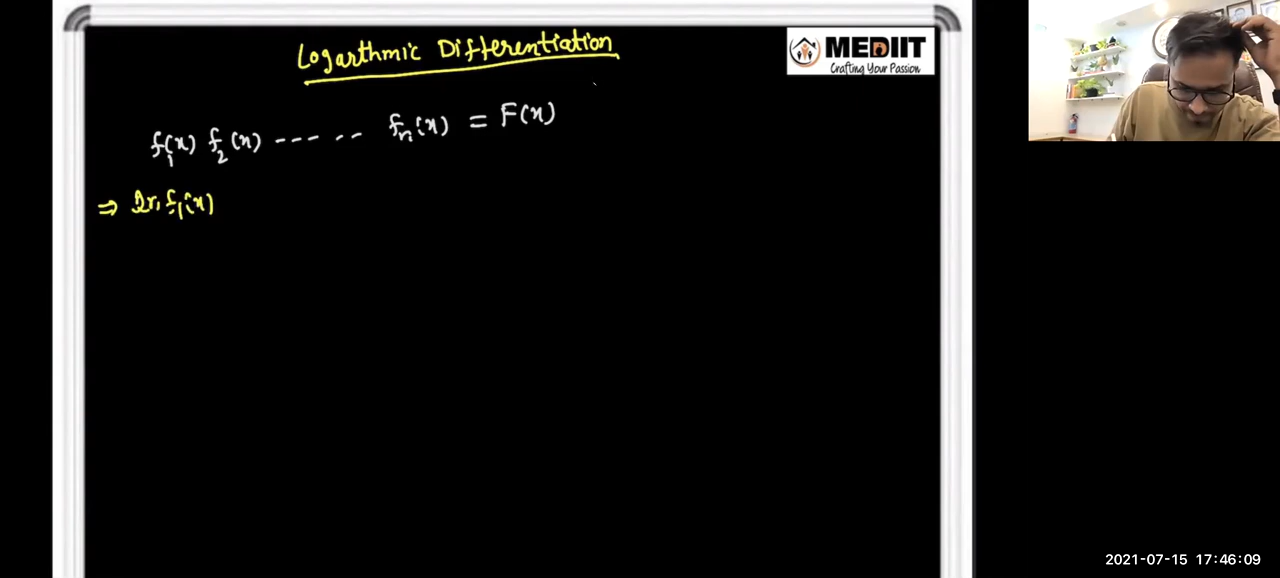 Logarthmic Differentiation
MEDIIT
Crafting Your Passion
f₁(x) f₂(x) ----- -- fₙ(x) = F(x)
⇒ ln f₁(x)
2021-07-15 17:46:09